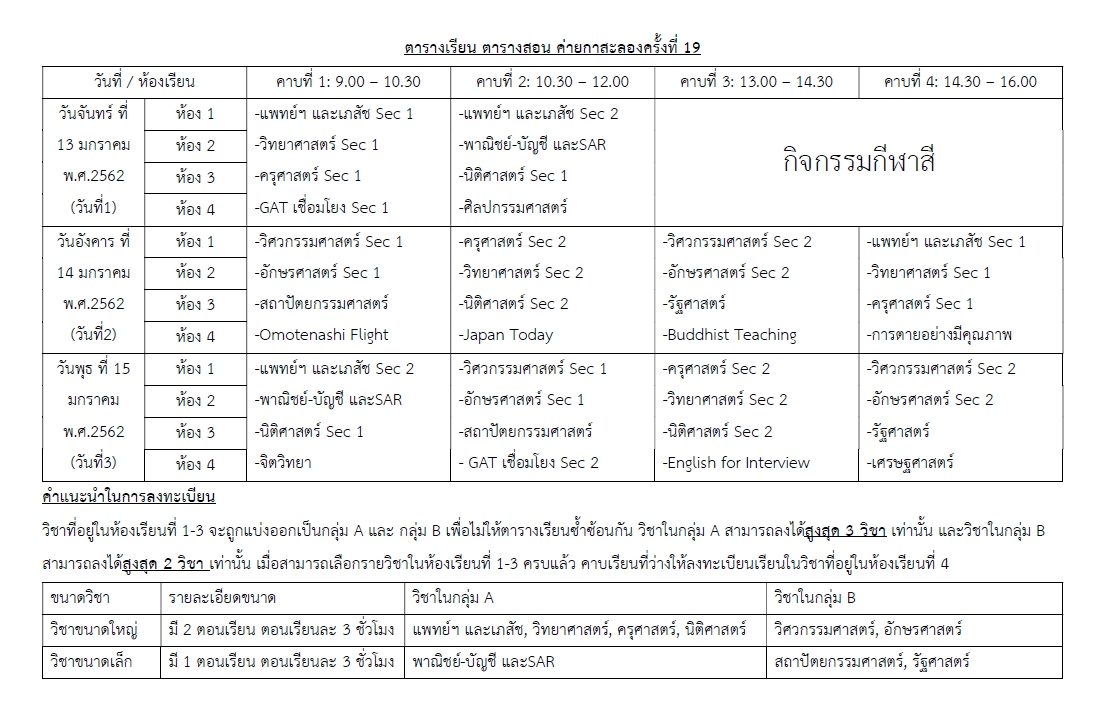 ตารางเรียน ตารางสอน ค่ายกาสะลองครั้งที่ 19
วันที่ / ห้องเรียน คาบที่ 1: 9.00 – 10.30 คาบที่ 2: 10.30 – 12.00 คาบที่ 3: 13.00 – 14.30 คาบที่ 4: 14.30 – 16.00
วันจันทร์ ที่ ห้อง 1 -แพทย์ฯ และเภสัช Sec 1 -แพทย์ฯ และเภสัช Sec 2
13 มกราคม ห้อง 2 -วิทยาศาสตร์ Sec 1 -พาณิชย์-บัญชี และSAR
กิจกรรมกีฬาสี
พ.ศ.2562 ห้อง 3 -ครุศาสตร์ Sec 1 -นิติศาสตร์ Sec 1
(วันที่1) ห้อง 4 -GAT เชื่อมโยง Sec 1 -ศิลปกรรมศาสตร์
วันอังคาร ที่ ห้อง 1 -วิศวกรรมศาสตร์ Sec 1 -ครุศาสตร์ Sec 2 -วิศวกรรมศาสตร์ Sec 2 -แพทย์ฯ และเภสัช Sec 1
14 มกราคม ห้อง 2 -อักษรศาสตร์ Sec 1 -วิทยาศาสตร์ Sec 2 -อักษรศาสตร์ Sec 2 -วิทยาศาสตร์ Sec 1
พ.ศ.2562 ห้อง 3 -สถาปัตยกรรมศาสตร์ -นิติศาสตร์ Sec 2 -รัฐศาสตร์ -ครุศาสตร์ Sec 1
(วันที่2) ห้อง 4 -Omotenashi Flight -Japan Today -Buddhist Teaching -การตายอย่างมีคุณภาพ
วันพุธ ที่ 15 ห้อง 1 -แพทย์ฯ และเภสัช Sec 2 -วิศวกรรมศาสตร์ Sec 1 -ครุศาสตร์ Sec 2 -วิศวกรรมศาสตร์ Sec 2
มกราคม ห้อง 2 -พาณิชย์-บัญชี และSAR -อักษรศาสตร์ Sec 1 -วิทยาศาสตร์ Sec 2 -อักษรศาสตร์ Sec 2
พ.ศ.2562 ห้อง 3 -นิติศาสตร์ Sec 1 -สถาปัตยกรรมศาสตร์ -นิติศาสตร์ Sec 2 -รัฐศาสตร์
(วันที่3) ห้อง 4 -จิตวิทยา - GAT เชื่อมโยง Sec 2 -English for Interview -เศรษฐศาสตร์
คำแนะนำในการลงทะเบียน
วิชาที่อยู่ในห้องเรียนที่ 1-3 จะถูกแบ่งออกเป็นกลุ่ม A และ กลุ่ม B เพื่อไม่ให้ตารางเรียนซ้ำซ้อนกัน วิชาในกลุ่ม A สามารถลงได้สูงสุด 3 วิชา เท่านั้น และวิชาในกลุ่ม B
สามารถลงได้สูงสุด 2 วิชา เท่านั้น เมื่อสามารถเลือกรายวิชาในห้องเรียนที่ 1-3 ครบแล้ว คาบเรียนที่ว่างให้ลงทะเบียนเรียนในวิชาที่อยู่ในห้องเรียนที่ 4
ขนาดวิชา รายละเอียดขนาด วิชาในกลุ่ม A วิชาในกลุ่ม B
วิชาขนาดใหญ่ มี 2 ตอนเรียน ตอนเรียนละ 3 ชั่วโมง แพทย์ฯ และเภสัช, วิทยาศาสตร์, ครุศาสตร์, นิติศาสตร์ วิศวกรรมศาสตร์, อักษรศาสตร์
วิชาขนาดเล็ก มี 1 ตอนเรียน ตอนเรียนละ 3 ชั่วโมง พาณิชย์-บัญชี และSAR สถาปัตยกรรมศาสตร์, รัฐศาสตร์